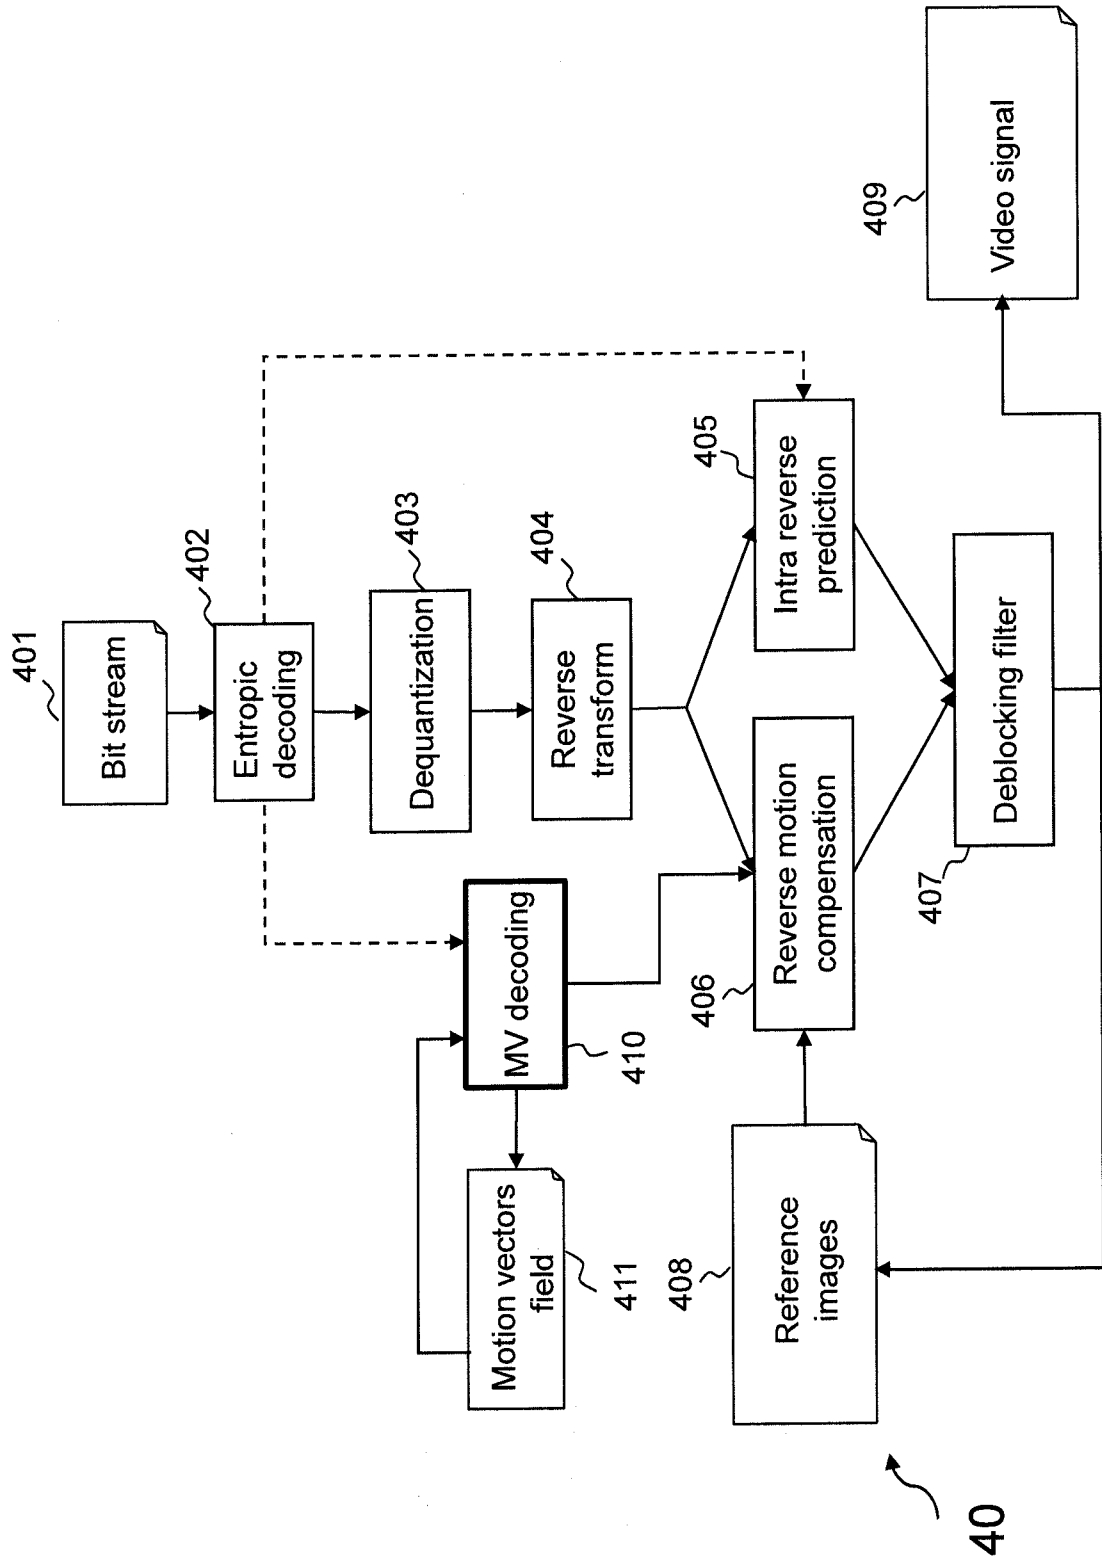 401
Bit stream
402
Entropic
decoding
403
Dequantization
404
Reverse
transform
405
Intra reverse
prediction
MV decoding
410
Motion vectors
field
411
406
Reverse motion
compensation
408
Reference
images
407
Deblocking filter
409
Video signal
40